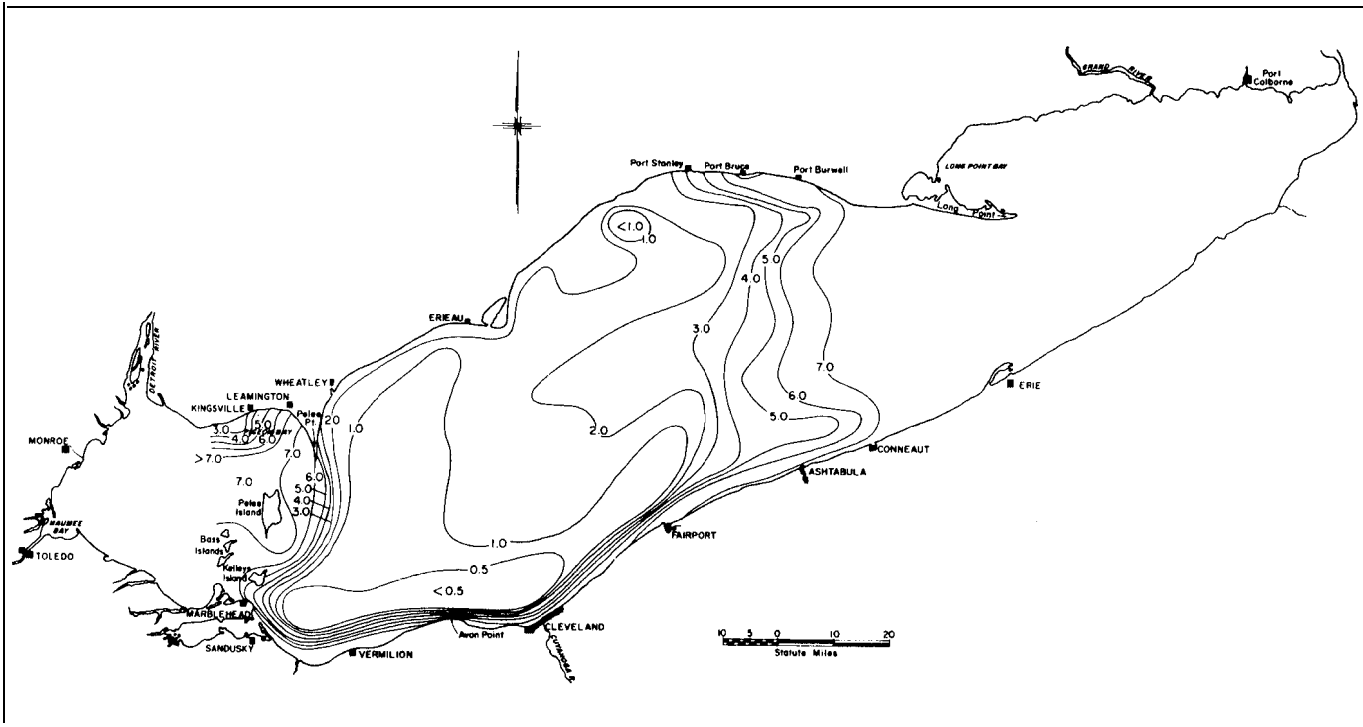 GRAND RIVER
Port
Colborne
Port Stanley
Port Bruce
Port Burwell
LONG POINT BAY
Long Point
<1.0
1.0
5.0
4.0
3.0
7.0
6.0
5.0
2.0
ERIEAU
DETROIT RIVER
WHEATLEY
LEAMINGTON
KINGSVILLE
Pelee
Pt.
2.0
1.0
3.0
5.0
4.0
6.0
>7.0
7.0
MONROE
7.0
6.0
5.0
4.0
3.0
Pelee
Island
MAUMEE
BAY
TOLEDO
Bass
Islands
Kelleys
Island
MARBLEHEAD
SANDUSKY
VERMILION
Avon Point
CLEVELAND
CUYAHOGA R.
1.0
0.5
<0.5
FAIRPORT
ASHTABULA
CONNEAUT
ERIE
10 5 0 10 20
Statute Miles